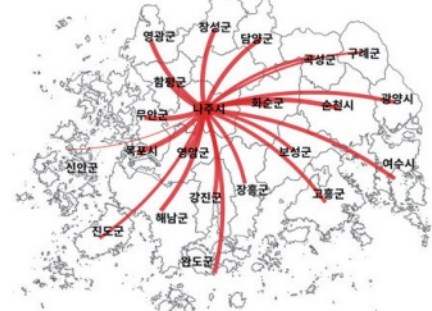 장성군
영광군
담양군
구례군
곡성군
함평군
광양시
화순군
순천시
나주시
무안군
목포시
영암군
보성군
여수시
신안군
장흥군
고흥군
강진군
해남군
진도군
완도군